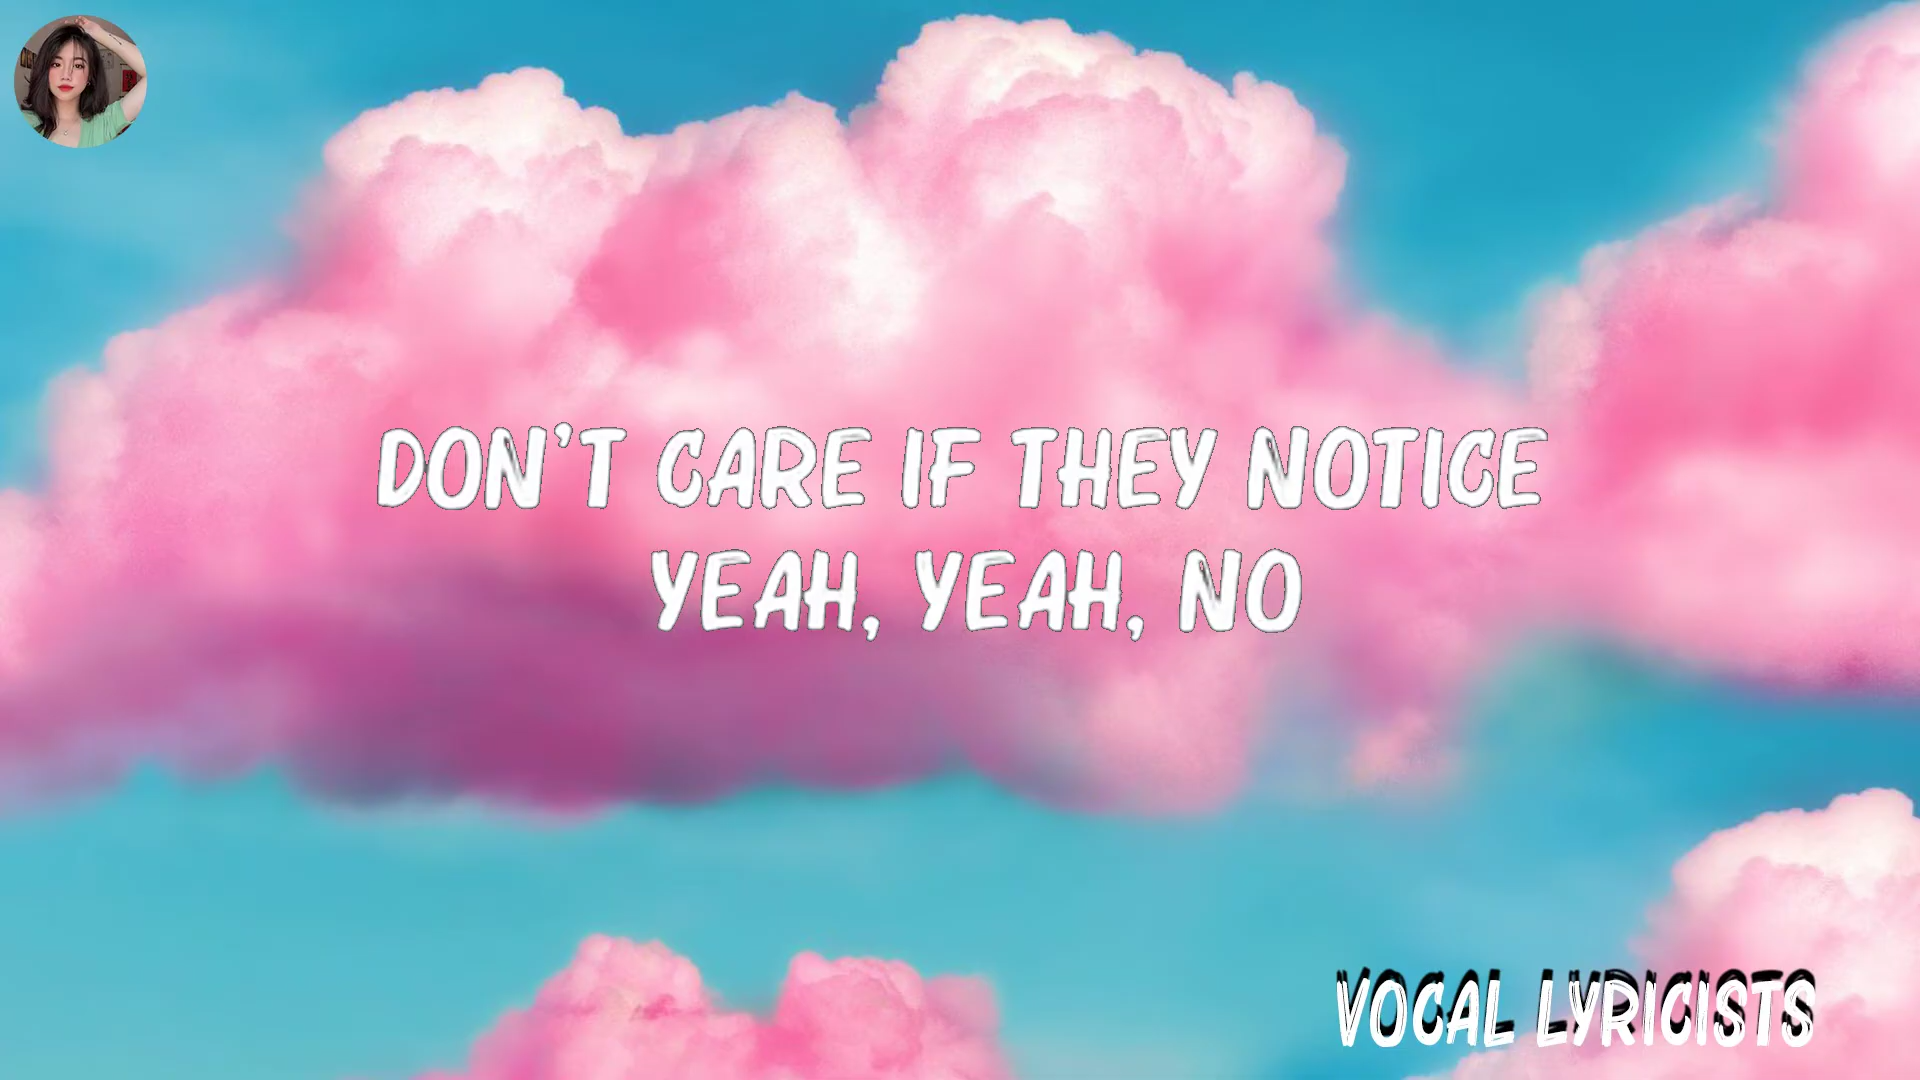 DON'T CARE IF THEY NOTICE
YEAH, YEAH, NO
VOCAL LYRICISTS